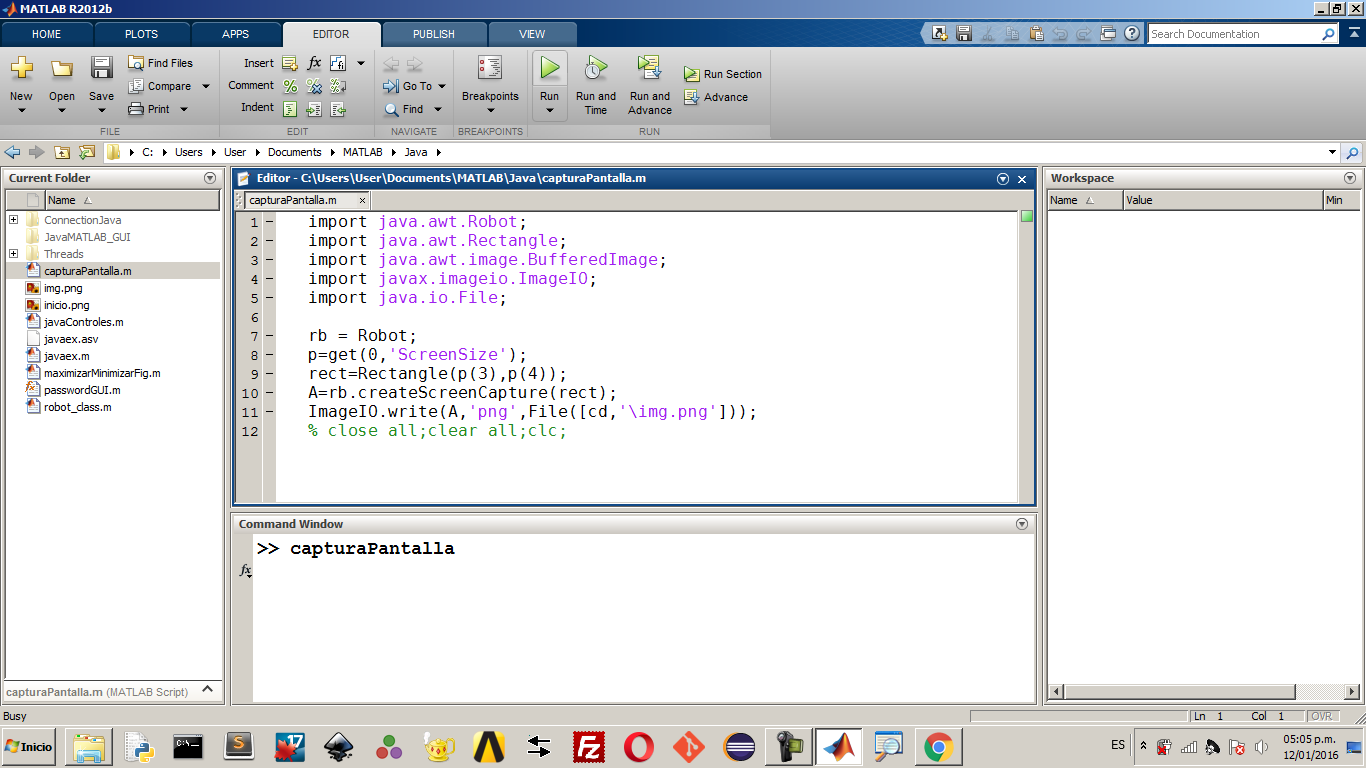 MATLAB R2012b
HOME PLOTS APPS EDITOR PUBLISH VIEW Search Documentation
New Open Save Find Files Compare Print
Insert fx
Comment
Indent
Go To Find
Breakpoints
Run Run and Time Run and Advance Run Section Advance
FILE EDIT NAVIGATE BREAKPOINTS RUN
C: Users User Documents MATLAB Java
Current Folder
Name
ConnectionJava
JavaMATLAB_GUI
Threads
capturaPantalla.m
img.png
inicio.png
javaControles.m
javaex.asv
javaex.m
maximizarMinimizarFig.m
passwordGUI.m
robot_class.m
capturaPantalla.m (MATLAB Script)
Editor - C:\Users\User\Documents\MATLAB\Java\capturaPantalla.m
capturaPantalla.m
1 import java.awt.Robot;
2 import java.awt.Rectangle;
3 import java.awt.image.BufferedImage;
4 import javax.imageio.ImageIO;
5 import java.io.File;
6
7 rb = Robot;
8 p=get(0,'ScreenSize');
9 rect=Rectangle(p(3),p(4));
10 A=rb.createScreenCapture(rect);
11 ImageIO.write(A,'png',File([cd,'\img.png']));
12 % close all;clear all;clc;
Command Window
>> capturaPantalla
fx
Workspace
Name Value Min
Busy Ln 1 Col 1 OVR
Inicio
ES 05:05 p.m.
12/01/2016